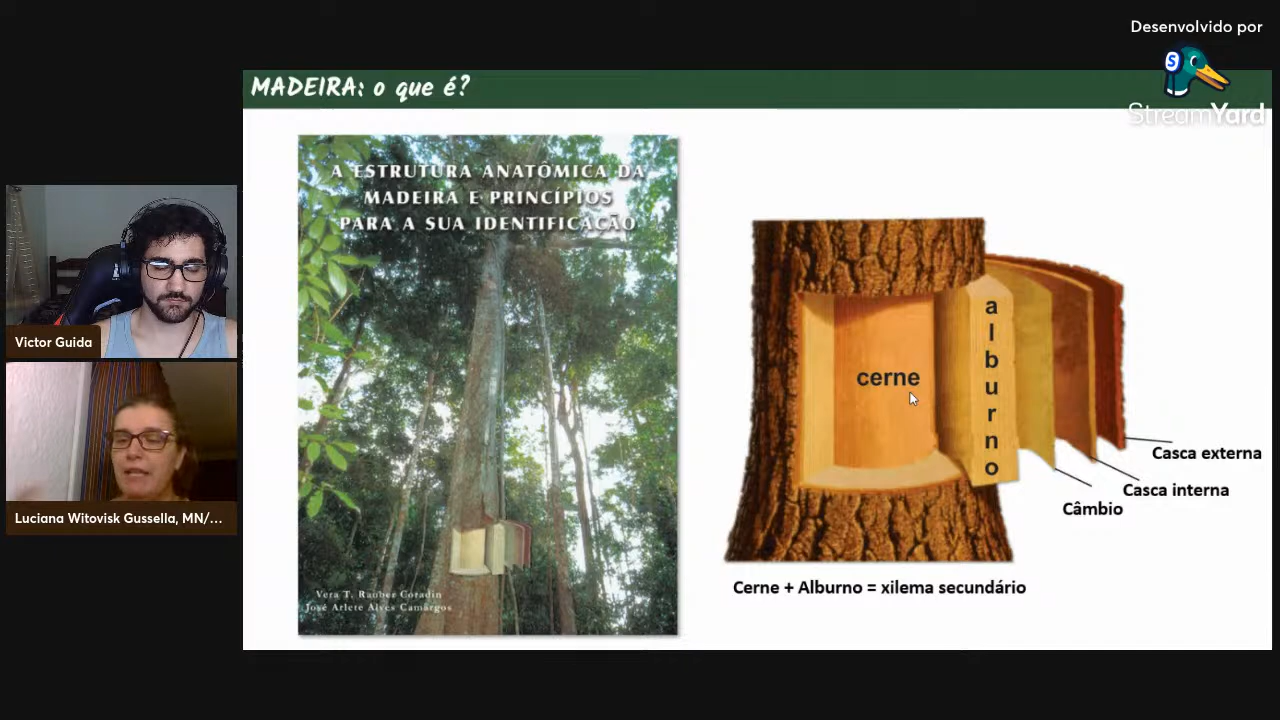 Desenvolvido por
StreamYard
MADEIRA: o que é?
A ESTRUTURA ANATÔMICA DA
MADEIRA E PRINCÍPIOS
PARA A SUA IDENTIFICAÇÃO
Vera T. Rauber Coradin
José Arlete Alves Camargos
cerne
alburno
Casca externa
Casca interna
Câmbio
Cerne + Alburno = xilema secundário
Victor Guida
Luciana Witovisk Gussella, MN/...